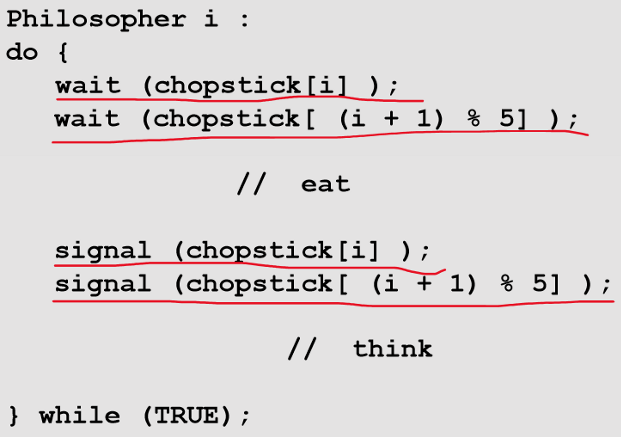 Philosopher i :
do {
wait (chopstick[i] );
wait (chopstick[ (i + 1) % 5] );
// eat
signal (chopstick[i] );
signal (chopstick[ (i + 1) % 5] );
// think
} while (TRUE);